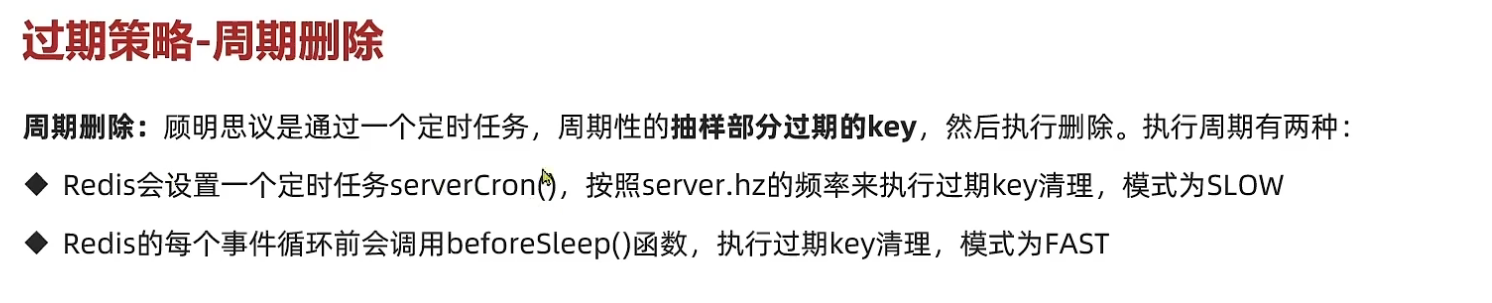 过期策略-周期删除
周期删除：顾明思议是通过一个定时任务，周期性的抽样部分过期的key，然后执行删除。执行周期有两种：
◆ Redis会设置一个定时任务serverCron()，按照server.hz的频率来执行过期key清理，模式为SLOW
◆ Redis的每个事件循环前会调用beforeSleep()函数，执行过期key清理，模式为FAST